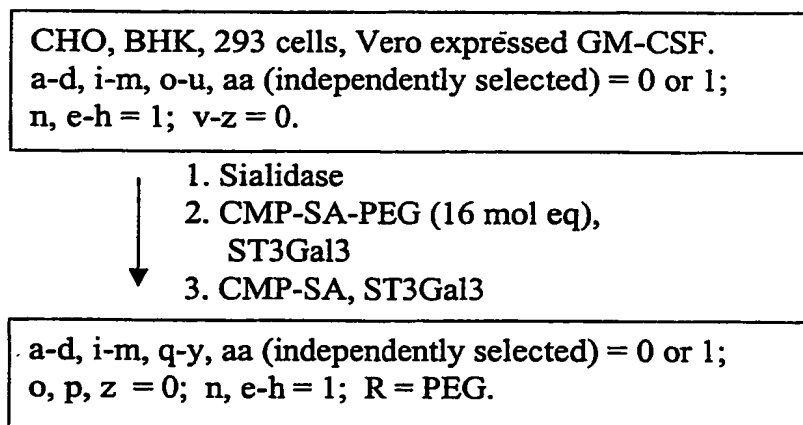 CHO, BHK, 293 cells, Vero expressed GM-CSF.
a-d, i-m, o-u, aa (independently selected) = 0 or 1;
n, e-h = 1; v-z = 0.
1. Sialidase
2. CMP-SA-PEG (16 mol eq),
ST3Gal3
3. CMP-SA, ST3Gal3
a-d, i-m, q-y, aa (independently selected) = 0 or 1;
o, p, z = 0; n, e-h = 1; R = PEG.